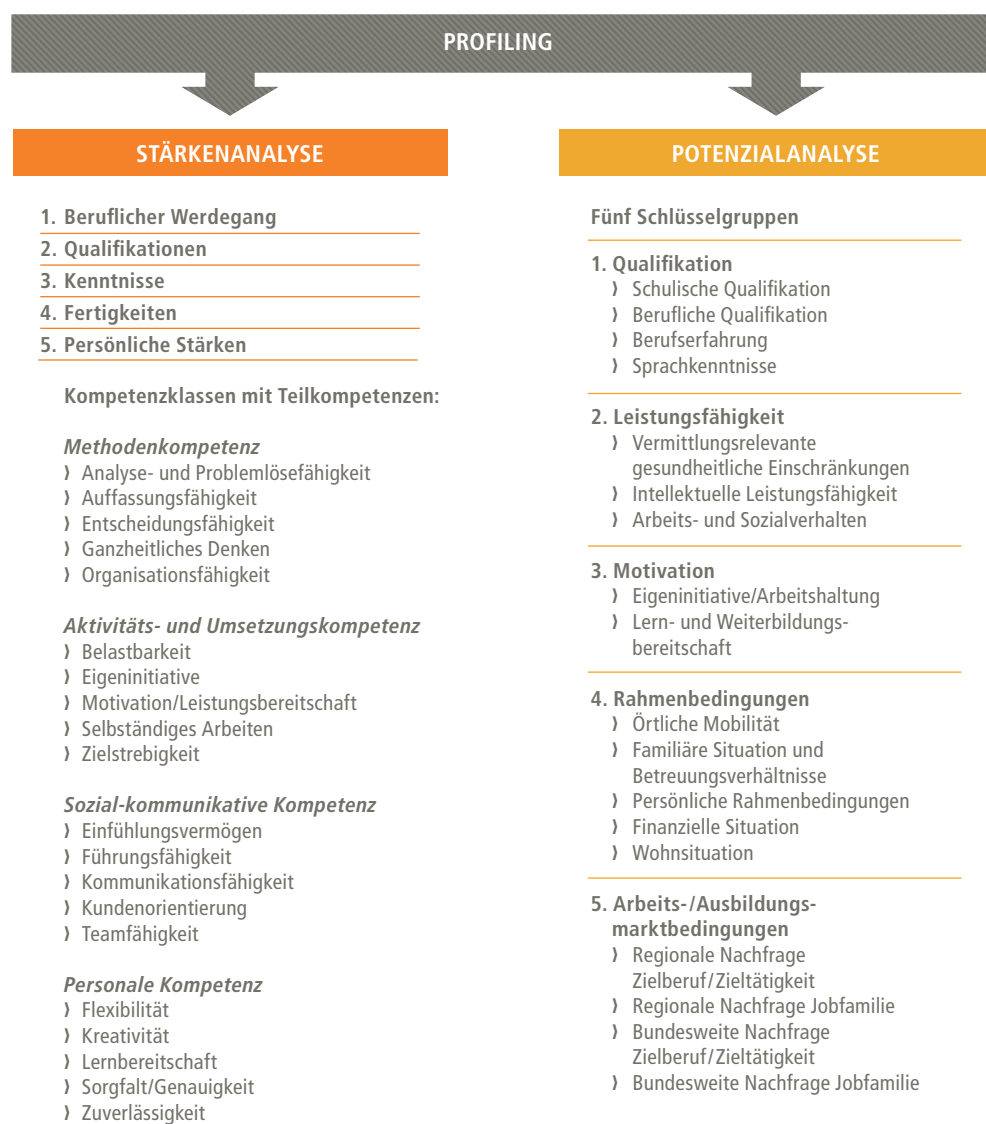 PROFILING
STÄRKENANALYSE
1. Beruflicher Werdegang
2. Qualifikationen
3. Kenntnisse
4. Fertigkeiten
5. Persönliche Stärken
Kompetenzklassen mit Teilkompetenzen:
Methodenkompetenz
› Analyse- und Problemlösefähigkeit
› Auffassungsfähigkeit
› Entscheidungsfähigkeit
› Ganzheitliches Denken
› Organisationsfähigkeit
Aktivitäts- und Umsetzungskompetenz
› Belastbarkeit
› Eigeninitiative
› Motivation/Leistungsbereitschaft
› Selbständiges Arbeiten
› Zielstrebigkeit
Sozial-kommunikative Kompetenz
› Einfühlungsvermögen
› Führungsfähigkeit
› Kommunikationsfähigkeit
› Kundenorientierung
› Teamfähigkeit
Personale Kompetenz
› Flexibilität
› Kreativität
› Lernbereitschaft
› Sorgfalt/Genauigkeit
› Zuverlässigkeit
POTENZIALANALYSE
Fünf Schlüsselgruppen
1. Qualifikation
› Schulische Qualifikation
› Berufliche Qualifikation
› Berufserfahrung
› Sprachkenntnisse
2. Leistungsfähigkeit
› Vermittlungsrelevante
gesundheitliche Einschränkungen
› Intellektuelle Leistungsfähigkeit
› Arbeits- und Sozialverhalten
3. Motivation
› Eigeninitiative/Arbeitshaltung
› Lern- und Weiterbildungs-
bereitschaft
4. Rahmenbedingungen
› Örtliche Mobilität
› Familiäre Situation und
Betreuungsverhältnisse
› Persönliche Rahmenbedingungen
› Finanzielle Situation
› Wohnsituation
5. Arbeits-/Ausbildungs-
marktbedingungen
› Regionale Nachfrage
Zielberuf/Zieltätigkeit
› Regionale Nachfrage Jobfamilie
› Bundesweite Nachfrage
Zielberuf/Zieltätigkeit
› Bundesweite Nachfrage Jobfamilie